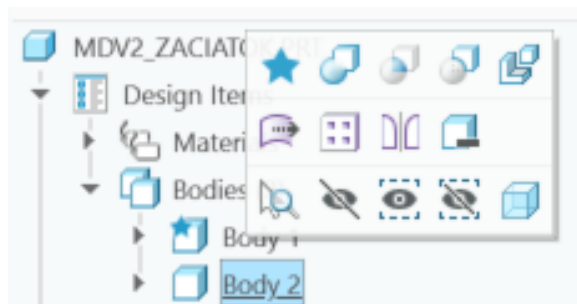 MDV2_ZACIATOK.PRT
Design Items
Materi
Bodies
Body 1
Body 2